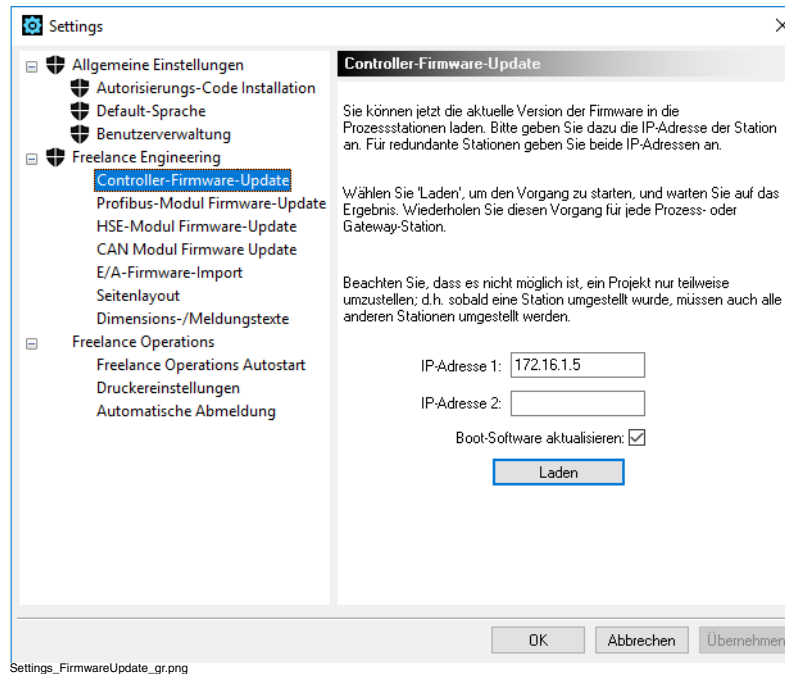 Settings
Allgemeine Einstellungen
Autorisierungs-Code Installation
Default-Sprache
Benutzerverwaltung
Freelance Engineering
Controller-Firmware-Update
Profibus-Modul Firmware-Update
HSE-Modul Firmware-Update
CAN Modul Firmware Update
E/A-Firmware-Import
Seitenlayout
Dimensions-/Meldungstexte
Freelance Operations
Freelance Operations Autostart
Druckereinstellungen
Automatische Abmeldung
Controller-Firmware-Update
Sie können jetzt die aktuelle Version der Firmware in die
Prozessstationen laden. Bitte geben Sie dazu die IP-Adresse der Station
an. Für redundante Stationen geben Sie beide IP-Adressen an.
Wählen Sie 'Laden', um den Vorgang zu starten, und warten Sie auf das
Ergebnis. Wiederholen Sie diesen Vorgang für jede Prozess- oder
Gateway-Station.
Beachten Sie, dass es nicht möglich ist, ein Projekt nur teilweise
umzustellen; d.h. sobald eine Station umgestellt wurde, müssen auch alle
anderen Stationen umgestellt werden.
IP-Adresse 1: 172.16.1.5
IP-Adresse 2:
Boot-Software aktualisieren:
Laden
OK Abbrechen Übernehmen
Settings_FirmwareUpdate_gr.png